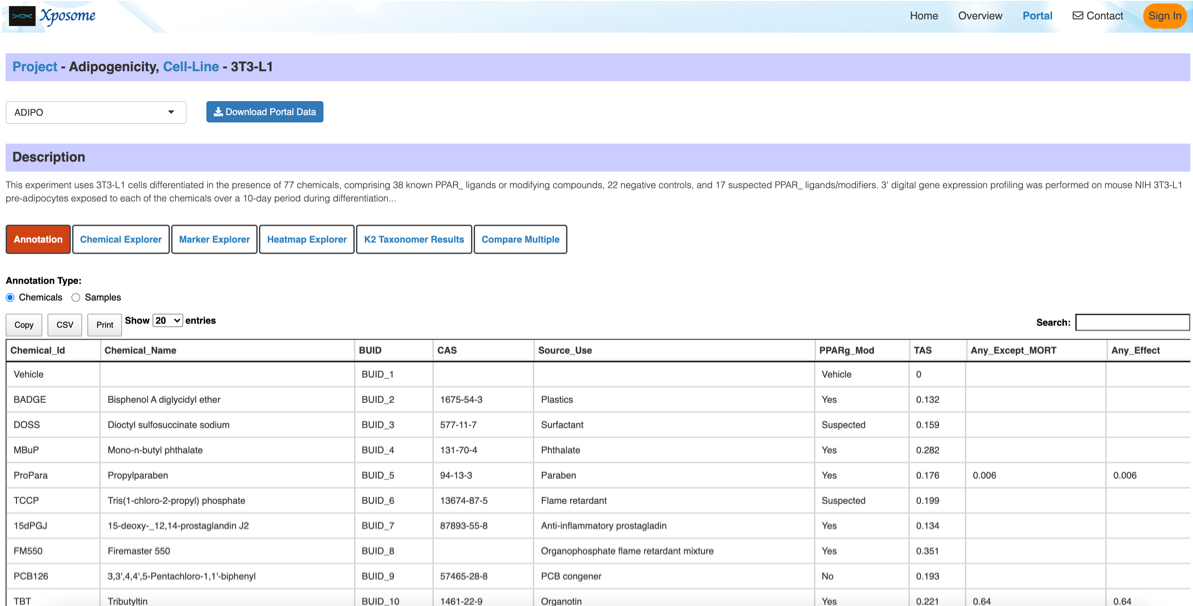 Xposome Home Overview Portal Contact Sign In
Project - Adipogenicity, Cell-Line - 3T3-L1
ADIPO Download Portal Data
Description
This experiment uses 3T3-L1 cells differentiated in the presence of 77 chemicals, comprising 38 known PPAR_ ligands or modifying compounds, 22 negative controls, and 17 suspected PPAR_ ligands/modifiers. 3' digital gene expression profiling was performed on mouse NIH 3T3-L1
pre-adipocytes exposed to each of the chemicals over a 10-day period during differentiation...
Annotation Chemical Explorer Marker Explorer Heatmap Explorer K2 Taxonomer Results Compare Multiple
Annotation Type:
Chemicals Samples
Copy CSV Print Show 20 entries Search:
Chemical_Id Chemical_Name BUID CAS Source_Use PPARg_Mod TAS Any_Except_MORT Any_Effect
Vehicle BUID_1 Vehicle 0
BADGE Bisphenol A diglycidyl ether BUID_2 1675-54-3 Plastics Yes 0.132
DOSS Dioctyl sulfosuccinate sodium BUID_3 577-11-7 Surfactant Suspected 0.159
MBuP Mono-n-butyl phthalate BUID_4 131-70-4 Phthalate Yes 0.282
ProPara Propylparaben BUID_5 94-13-3 Paraben Yes 0.176 0.006 0.006
TCCP Tris(1-chloro-2-propyl) phosphate BUID_6 13674-87-5 Flame retardant Suspected 0.199
15dPGJ 15-deoxy-_12,14-prostaglandin J2 BUID_7 87893-55-8 Anti-inflammatory prostagladin Yes 0.134
FM550 Firemaster 550 BUID_8 Organophosphate flame retardant mixture Yes 0.351
PCB126 3,3',4,4',5-Pentachloro-1,1'-biphenyl BUID_9 57465-28-8 PCB congener No 0.193
TBT Tributyltin BUID_10 1461-22-9 Organotin Yes 0.221 0.64 0.64